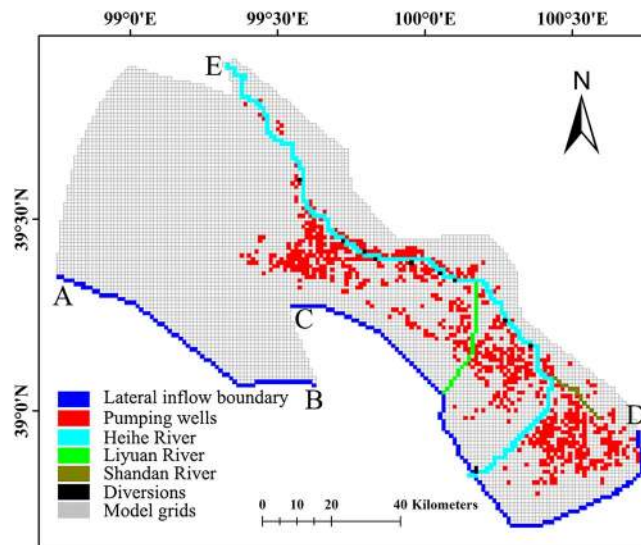 99°0'E 99°30'E 100°0'E 100°30'E
E
N
39°30'N
A
C
B
D
39°0'N
Lateral inflow boundary
Pumping wells
Heihe River
Liyuan River
Shandan River
Diversions
Model grids
0 10 20 40 Kilometers